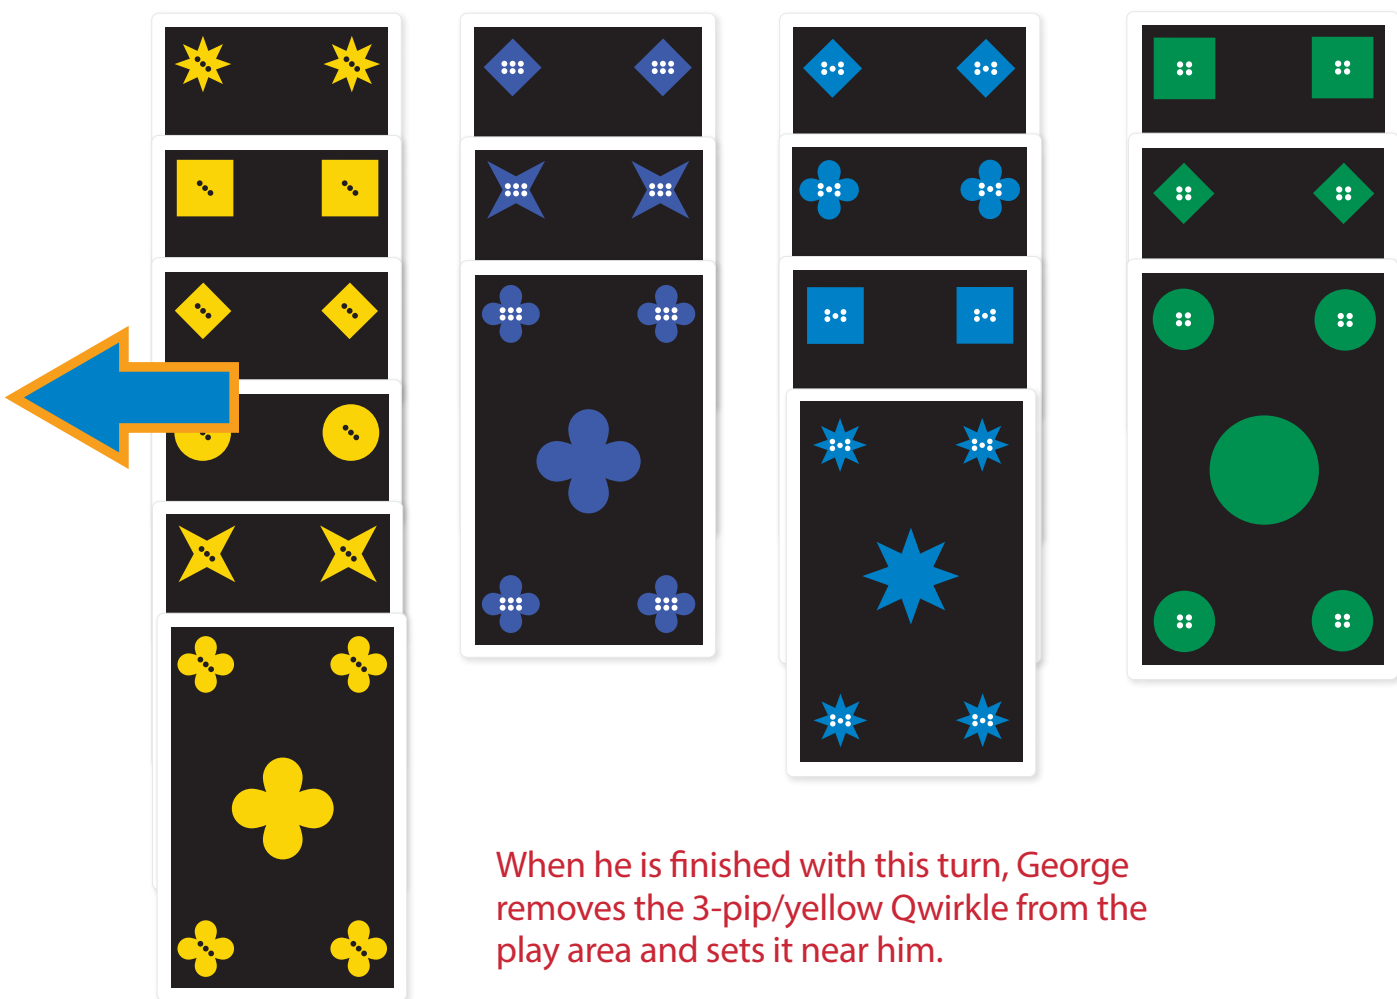 When he is finished with this turn, George
removes the 3-pip/yellow Qwirkle from the
play area and sets it near him.